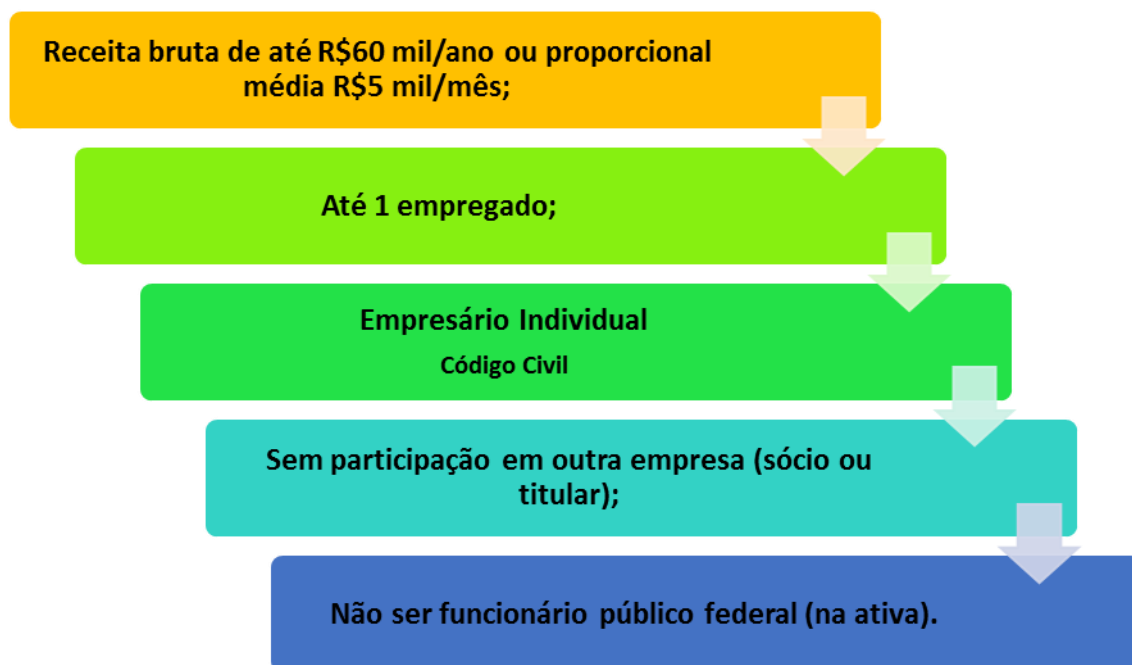 Receita bruta de até R$60 mil/ano ou proporcional
média R$5 mil/mês;
Até 1 empregado;
Empresário Individual
Código Civil
Sem participação em outra empresa (sócio ou
titular);
Não ser funcionário público federal (na ativa).